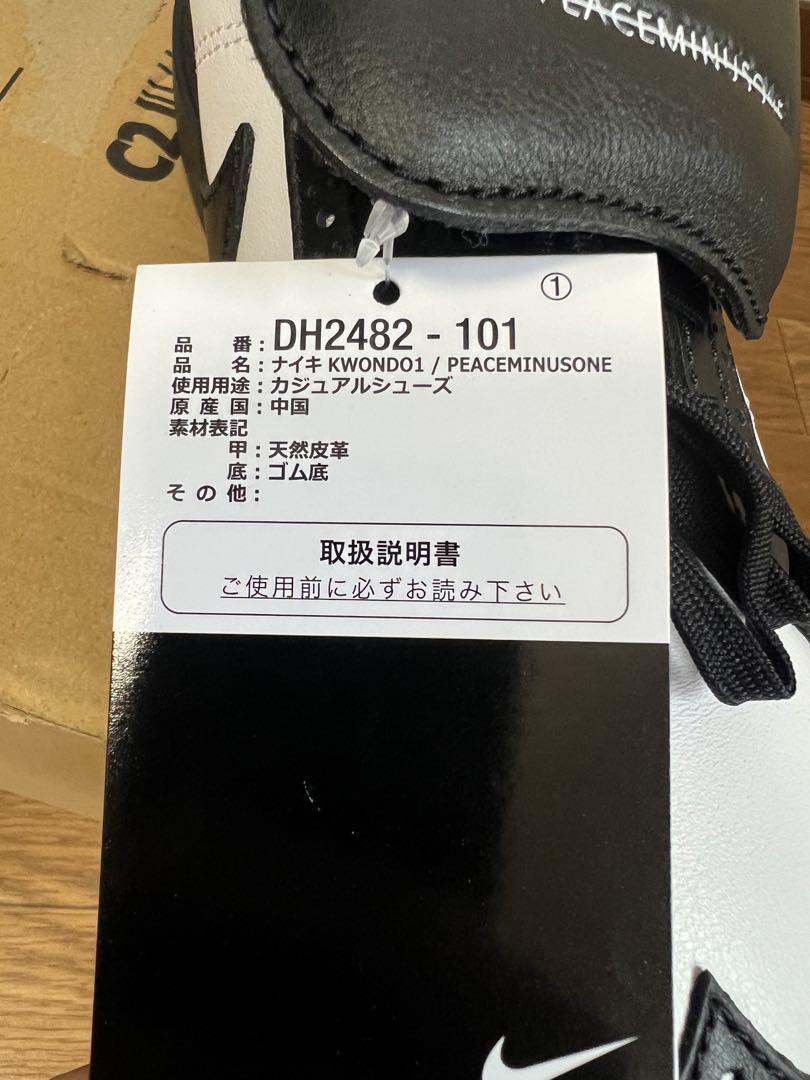 PEACEMINUSONE
C2
①
品 番 : DH2482 - 101
品 名 : ナイキ KWONDO1 / PEACEMINUSONE
使用用途 : カジュアルシューズ
原 産 国 : 中国
素材表記
甲 : 天然皮革
底 : ゴム底
そ の 他 :
取扱説明書
ご使用前に必ずお読み下さい